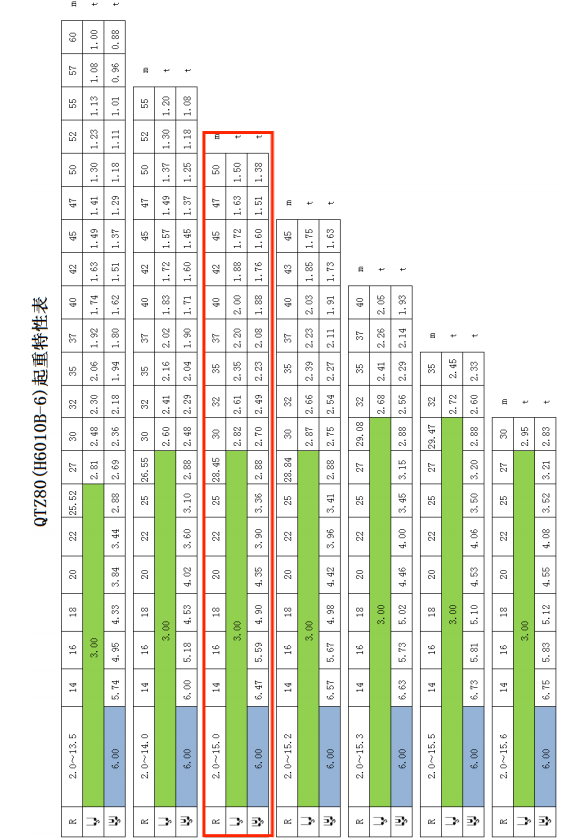 QTZ80(H6010B-6)起重特性表
R 2.0~13.5 14 16 18 20 22 25 25.52 27 30 32 35 37 40 42 45 47 50 52 55 57 60 m
3.00 2.81 2.48 2.30 2.06 1.92 1.74 1.63 1.49 1.41 1.30 1.23 1.13 1.08 1.00 t
6.00 5.74 4.95 4.33 3.84 3.44 2.88 2.69 2.36 2.18 1.94 1.80 1.62 1.51 1.37 1.29 1.18 1.11 1.01 0.96 0.88 t
R 2.0~14.0 14 16 18 20 22 25 26.55 30 32 35 37 40 42 45 47 50 52 55 m
3.00 2.60 2.41 2.16 2.02 1.83 1.72 1.57 1.49 1.37 1.30 1.20 t
6.00 6.00 5.18 4.53 4.02 3.60 3.10 2.88 2.48 2.29 2.04 1.90 1.71 1.60 1.45 1.37 1.25 1.18 1.08 t
R 2.0~15.0 14 16 18 20 22 25 28.45 30 32 35 37 40 42 45 47 50 m
3.00 2.82 2.61 2.35 2.20 2.00 1.88 1.72 1.63 1.50 t
6.00 6.47 5.59 4.90 4.35 3.90 3.36 2.88 2.70 2.49 2.23 2.08 1.88 1.76 1.60 1.51 1.38 t
R 2.0~15.2 14 16 18 20 22 25 28.84 30 32 35 37 40 43 45 m
3.00 2.87 2.66 2.39 2.23 2.03 1.85 1.75 t
6.00 6.57 5.67 4.98 4.42 3.96 3.41 2.88 2.75 2.54 2.27 2.11 1.91 1.73 1.63 t
R 2.0~15.3 14 16 18 20 22 25 27 29.08 32 35 37 40 m
3.00 2.68 2.41 2.26 2.05 t
6.00 6.63 5.73 5.02 4.46 4.00 3.45 3.15 2.88 2.56 2.29 2.14 1.93 t
R 2.0~15.5 14 16 18 20 22 25 27 29.47 32 35 m
3.00 2.72 2.45 t
6.00 6.73 5.81 5.10 4.53 4.06 3.50 3.20 2.88 2.60 2.33 t
R 2.0~15.6 14 16 18 20 22 25 27 30 m
3.00 2.95 t
6.00 6.75 5.83 5.12 4.55 4.08 3.52 3.21 2.83 t